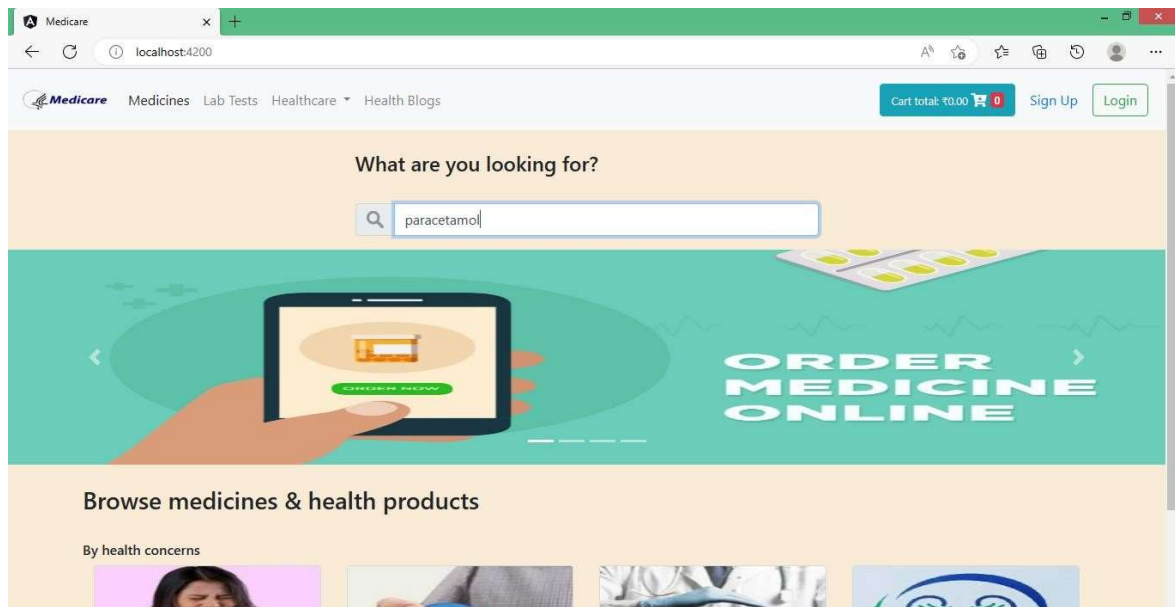 Medicare
localhost:4200
Medicare Medicines Lab Tests Healthcare Health Blogs Cart total: ₹0.00 0 Sign Up Login
What are you looking for?
paracetamol
ORDER NOW
ORDER
MEDICINE
ONLINE
Browse medicines & health products
By health concerns